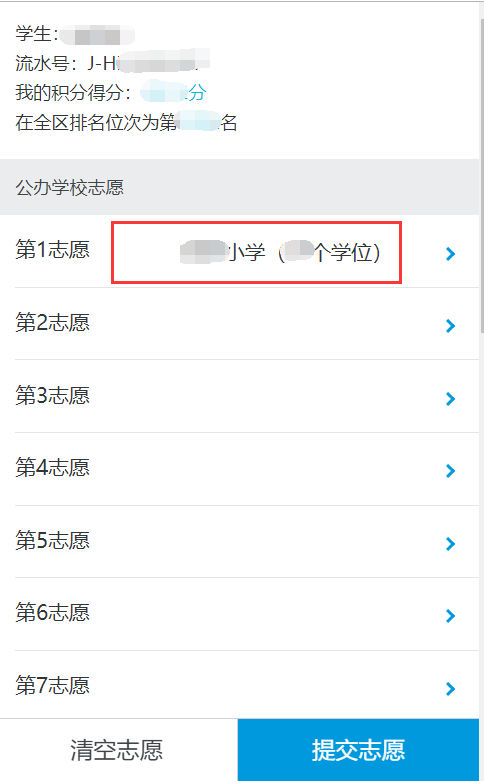 学生：
流水号：J-H
我的积分得分：分
在全区排名位次为第名
公办学校志愿
第1志愿 小学（个学位）
第2志愿
第3志愿
第4志愿
第5志愿
第6志愿
第7志愿
清空志愿 提交志愿